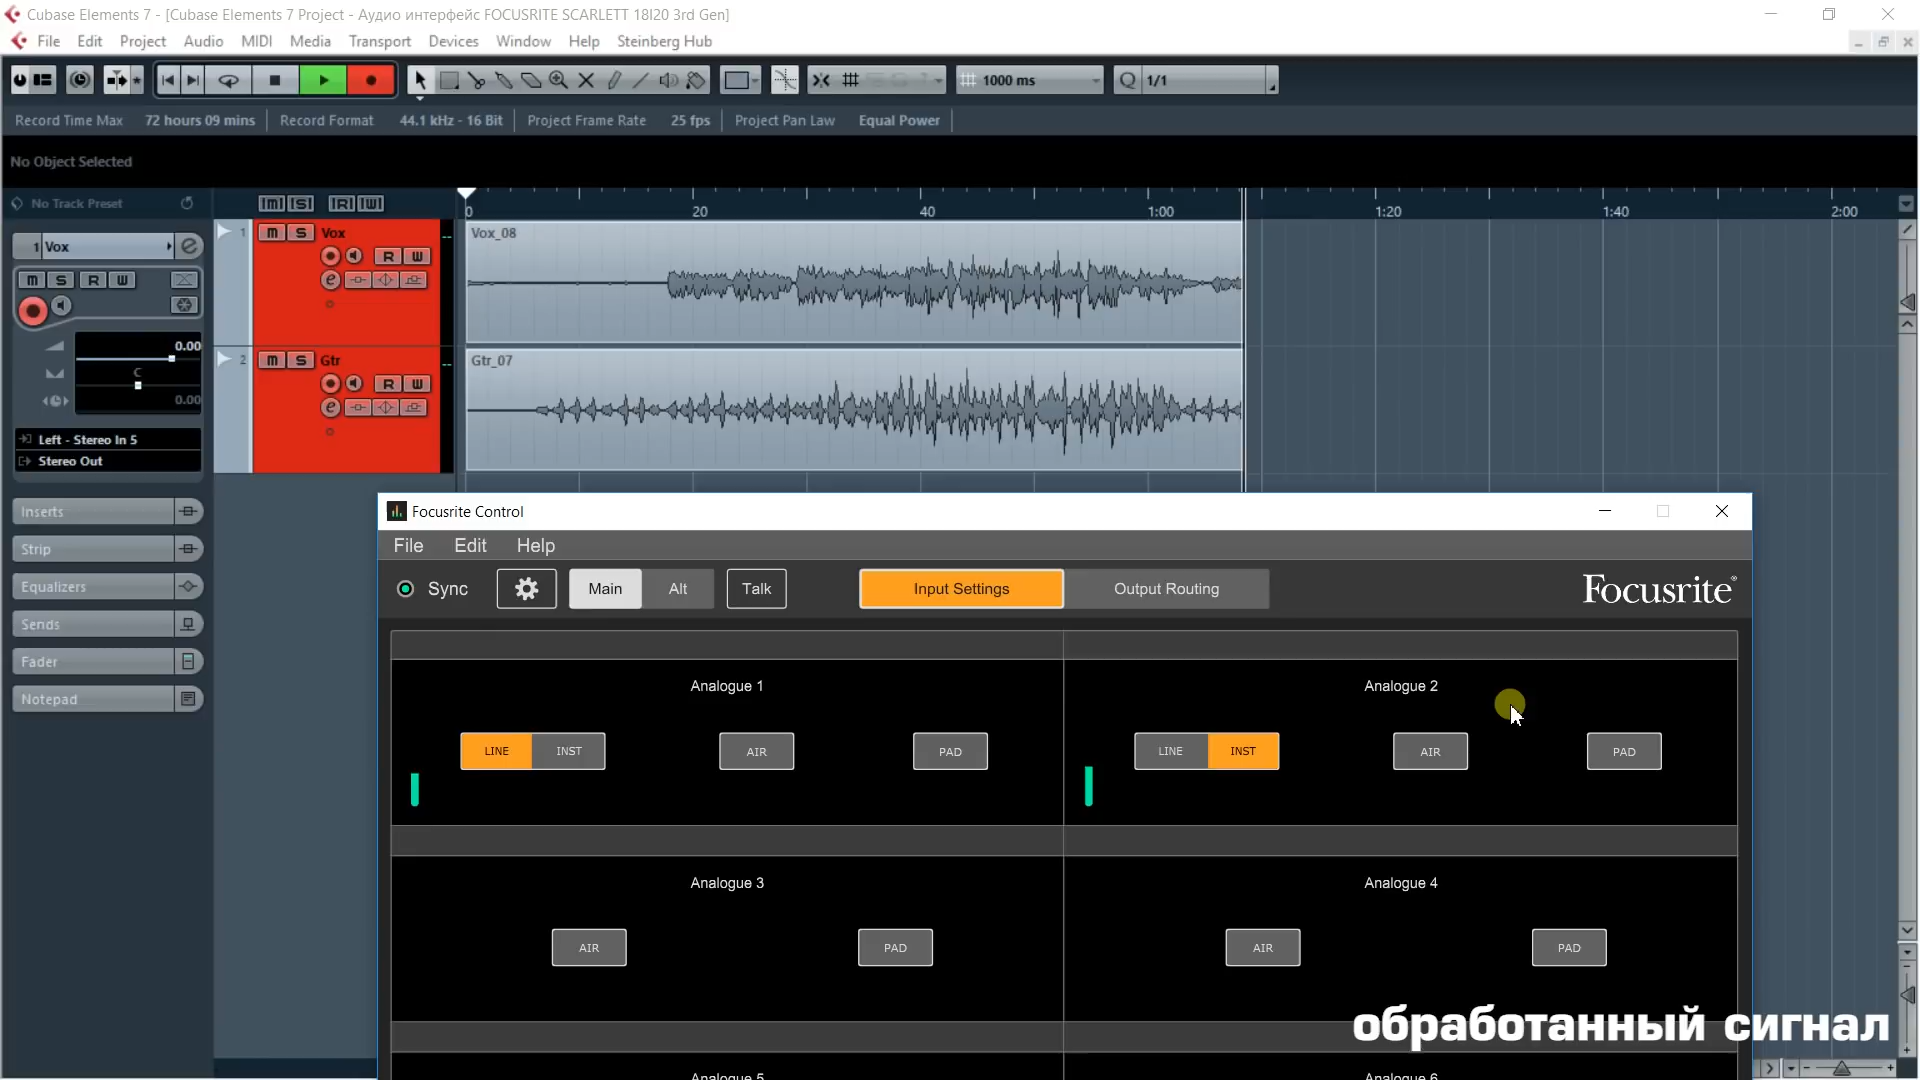 Cubase Elements 7 - [Cubase Elements 7 Project - Аудио интерфейс FOCUSRITE SCARLETT 18I20 3rd Gen]
File Edit Project Audio MIDI Media Transport Devices Window Help Steinberg Hub
1000 ms 1/1
Record Time Max 72 hours 09 mins Record Format 44.1 kHz - 16 Bit Project Frame Rate 25 fps Project Pan Law Equal Power
No Object Selected
No Track Preset
M S R W
0 20 40 1:00 1:20 1:40 2:00
1 Vox
M S R W
0.00
C
0.00
Left - Stereo In 5
Stereo Out
Inserts
Strip
Equalizers
Sends
Fader
Notepad
1 M S Vox
R W
e
2 M S Gtr
R W
e
Vox_08
Gtr_07
Focusrite Control
File Edit Help
Sync Main Alt Talk Input Settings Output Routing Focusrite
Analogue 1 Analogue 2
LINE INST AIR PAD LINE INST AIR PAD
Analogue 3 Analogue 4
AIR PAD AIR PAD
обработанный сигнал
Analogue 5 Analogue 6